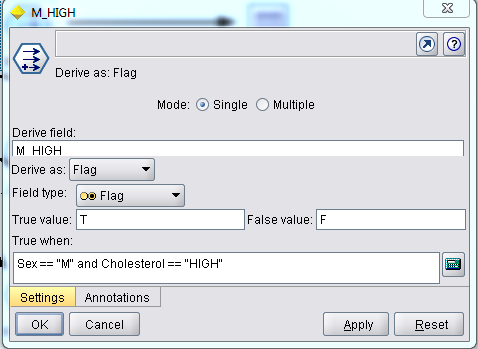 M_HIGH
Derive as: Flag
Mode: Single Multiple
Derive field:
M_HIGH
Derive as: Flag
Field type: Flag
True value: T False value: F
True when:
Sex == "M" and Cholesterol == "HIGH"
Settings Annotations
OK Cancel Apply Reset